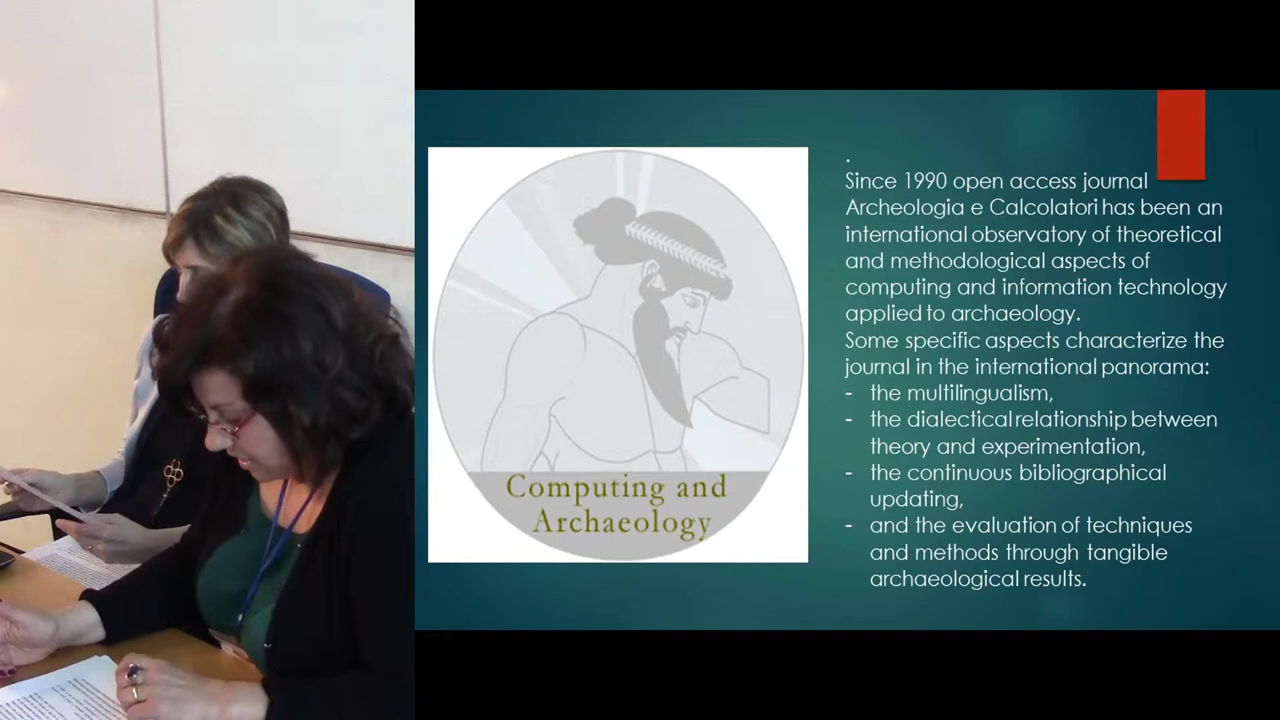 Computing and
Archaeology
.
Since 1990 open access journal
Archeologia e Calcolatori has been an
international observatory of theoretical
and methodological aspects of
computing and information technology
applied to archaeology.
Some specific aspects characterize the
journal in the international panorama:
- the multilingualism,
- the dialectical relationship between
theory and experimentation,
- the continuous bibliographical
updating,
- and the evaluation of techniques
and methods through tangible
archaeological results.